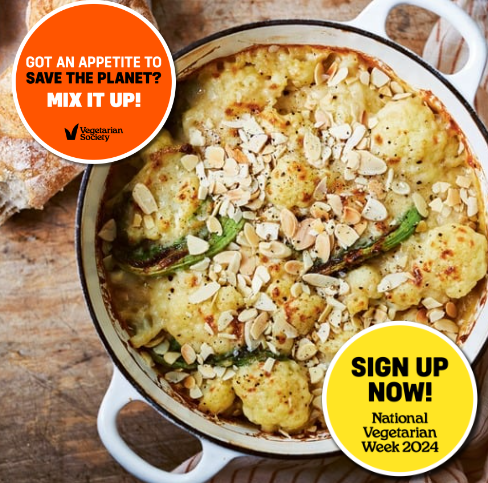 GOT AN APPETITE TO
SAVE THE PLANET?
MIX IT UP!
Vegetarian
Society
SIGN UP
NOW!
National
Vegetarian
Week 2024